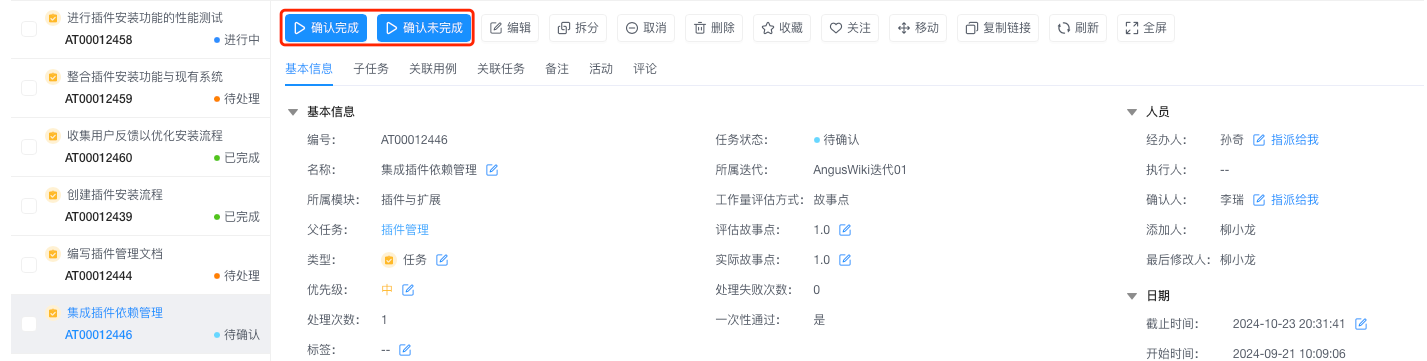 进行插件安装功能的性能测试
AT00012458 进行中
整合插件安装功能与现有系统
AT00012459 待处理
收集用户反馈以优化安装流程
AT00012460 已完成
创建插件安装流程
AT00012439 已完成
编写插件管理文档
AT00012444 待处理
集成插件依赖管理
AT00012446 待确认
确认完成 确认未完成 编辑 拆分 取消 删除 收藏 关注 移动 复制链接 刷新 全屏
基本信息 子任务 关联用例 关联任务 备注 活动 评论
基本信息
编号： AT00012446 任务状态： 待确认
名称： 集成插件依赖管理 所属迭代： AngusWiki迭代01
所属模块： 插件与扩展 工作量评估方式： 故事点
父任务： 插件管理 评估故事点： 1.0
类型： 任务 实际故事点： 1.0
优先级： 中 处理失败次数： 0
处理次数： 1 一次性通过： 是
标签： --
人员
经办人： 孙奇 指派给我
执行人： --
确认人： 李瑞 指派给我
添加人： 柳小龙
最后修改人： 柳小龙
日期
截止时间： 2024-10-23 20:31:41
开始时间： 2024-09-21 10:09:06